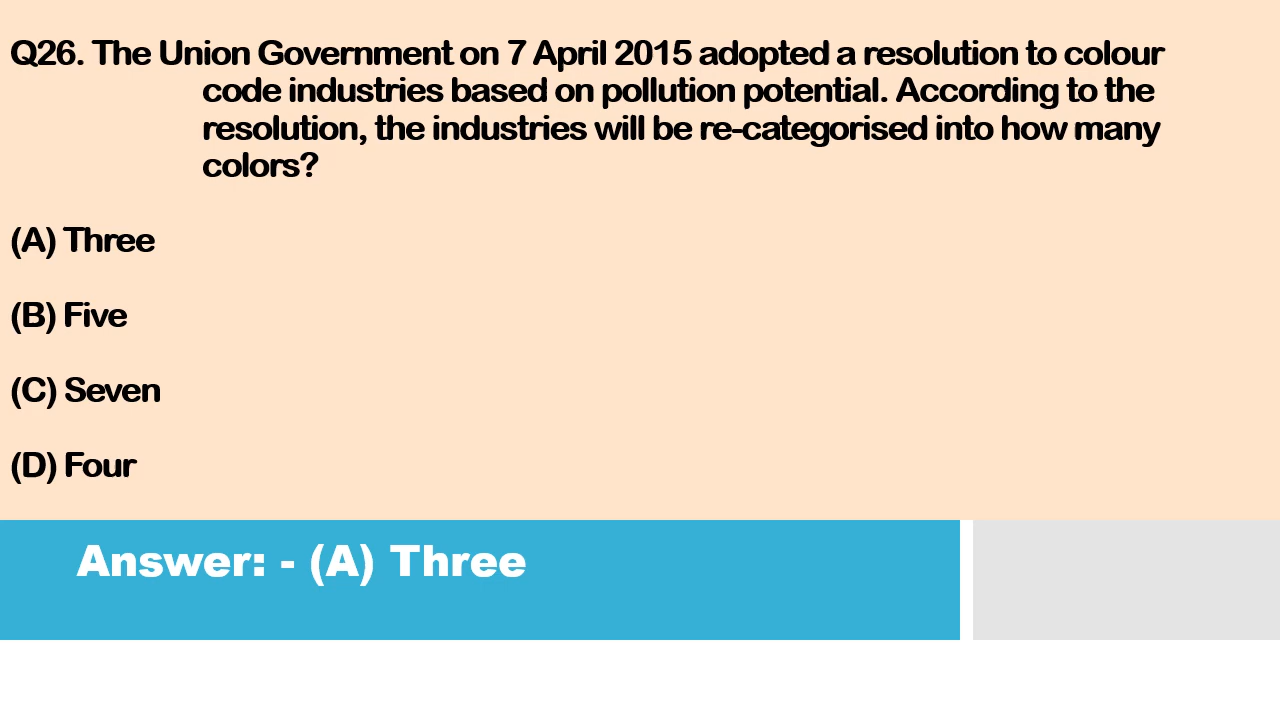 Q26. The Union Government on 7 April 2015 adopted a resolution to colour
code industries based on pollution potential. According to the
resolution, the industries will be re-categorised into how many
colors?
(A) Three
(B) Five
(C) Seven
(D) Four
Answer: - (A) Three